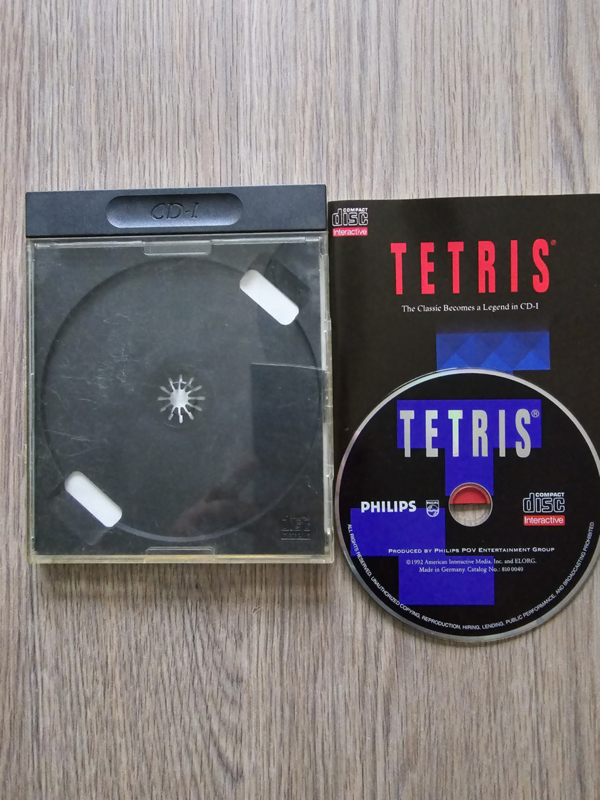 CD-I
COMPACT
disc
Interactive
TETRIS®
The Classic Becomes a Legend in CD-I
TETRIS®
PHILIPS
COMPACT
disc
Interactive
PRODUCED BY PHILIPS POV ENTERTAINMENT GROUP
©1992 American Interactive Media, Inc. and ELORG.
Made in Germany. Catalog No.: 810 0040
ALL RIGHTS RESERVED. UNAUTHORIZED COPYING, REPRODUCTION, HIRING, LENDING, PUBLIC PERFORMANCE, AND BROADCASTING PROHIBITED.
disc